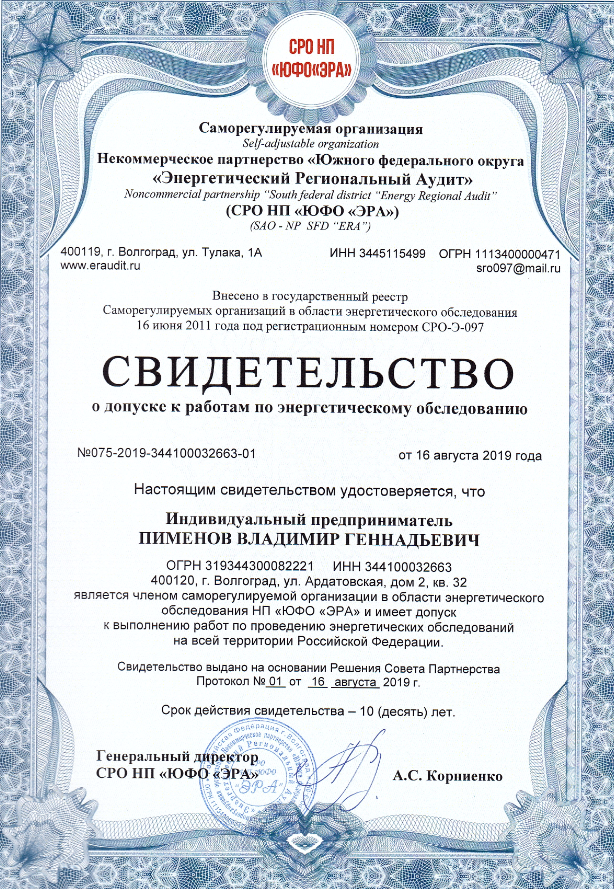 СРО НП
«ЮФО«ЭРА»
Саморегулируемая организация
Self-adjustable organization
Некоммерческое партнерство «Южного федерального округа
«Энергетический Региональный Аудит»
Noncommercial partnership “South federal district “Energy Regional Audit”
(СРО НП «ЮФО «ЭРА»)
(SAO - NP SFD “ERA”)
400119, г. Волгоград, ул. Тулака, 1А ИНН 3445115499 ОГРН 1113400000471
www.eraudit.ru sro097@mail.ru
Внесено в государственный реестр
Саморегулируемых организаций в области энергетического обследования
16 июня 2011 года под регистрационным номером СРО-Э-097
СВИДЕТЕЛЬСТВО
о допуске к работам по энергетическому обследованию
№075-2019-344100032663-01 от 16 августа 2019 года
Настоящим свидетельством удостоверяется, что
Индивидуальный предприниматель
ПИМЕНОВ ВЛАДИМИР ГЕННАДЬЕВИЧ
ОГРН 319344300082221 ИНН 344100032663
400120, г. Волгоград, ул. Ардатовская, дом 2, кв. 32
является членом саморегулируемой организации в области энергетического
обследования НП «ЮФО «ЭРА» и имеет допуск
к выполнению работ по проведению энергетических обследований
на всей территории Российской Федерации.
Свидетельство выдано на основании Решения Совета Партнерства
Протокол № 01 от 16 августа 2019 г.
Срок действия свидетельства – 10 (десять) лет.
Генеральный директор
СРО НП «ЮФО «ЭРА» А.С. Корниенко
ЭРА